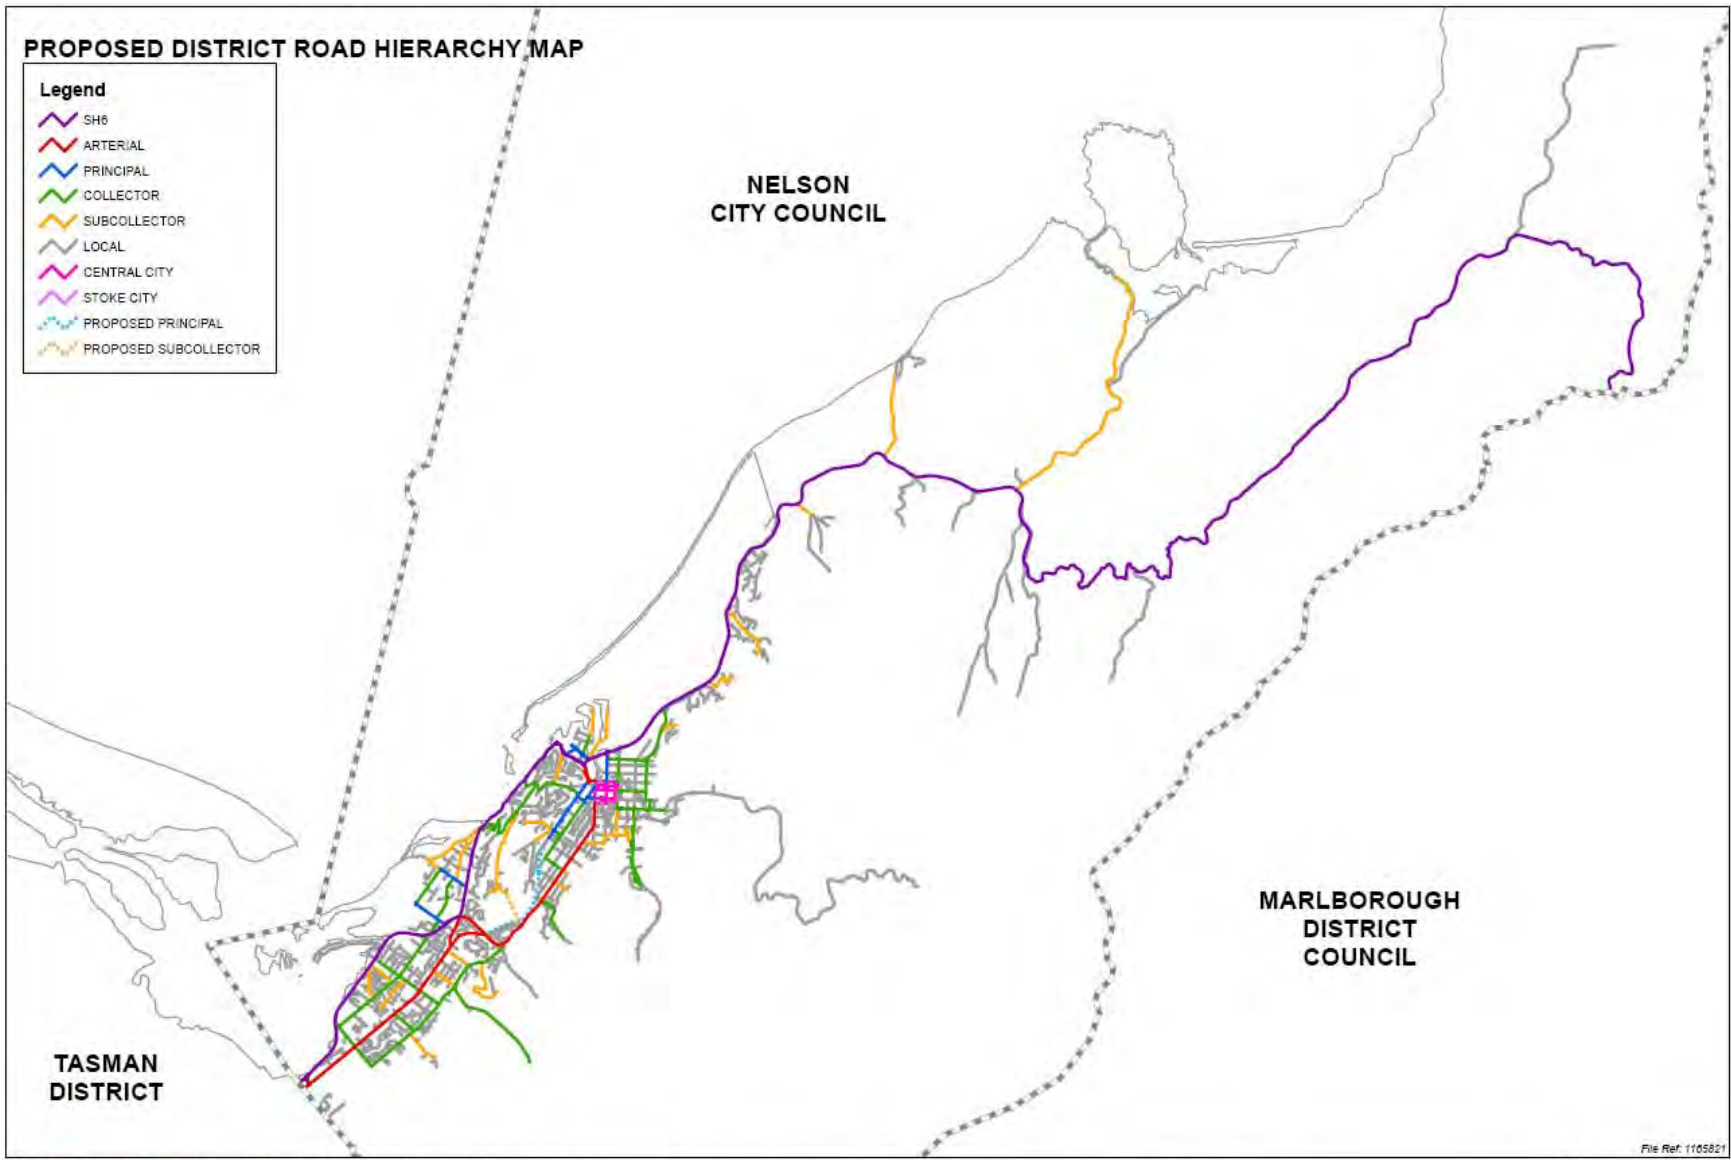 PROPOSED DISTRICT ROAD HIERARCHY MAP
Legend
SH6
ARTERIAL
PRINCIPAL
COLLECTOR
SUBCOLLECTOR
LOCAL
CENTRAL CITY
STOKE CITY
PROPOSED PRINCIPAL
PROPOSED SUBCOLLECTOR
NELSON
CITY COUNCIL
MARLBOROUGH
DISTRICT
COUNCIL
TASMAN
DISTRICT
File Ref: 1165821